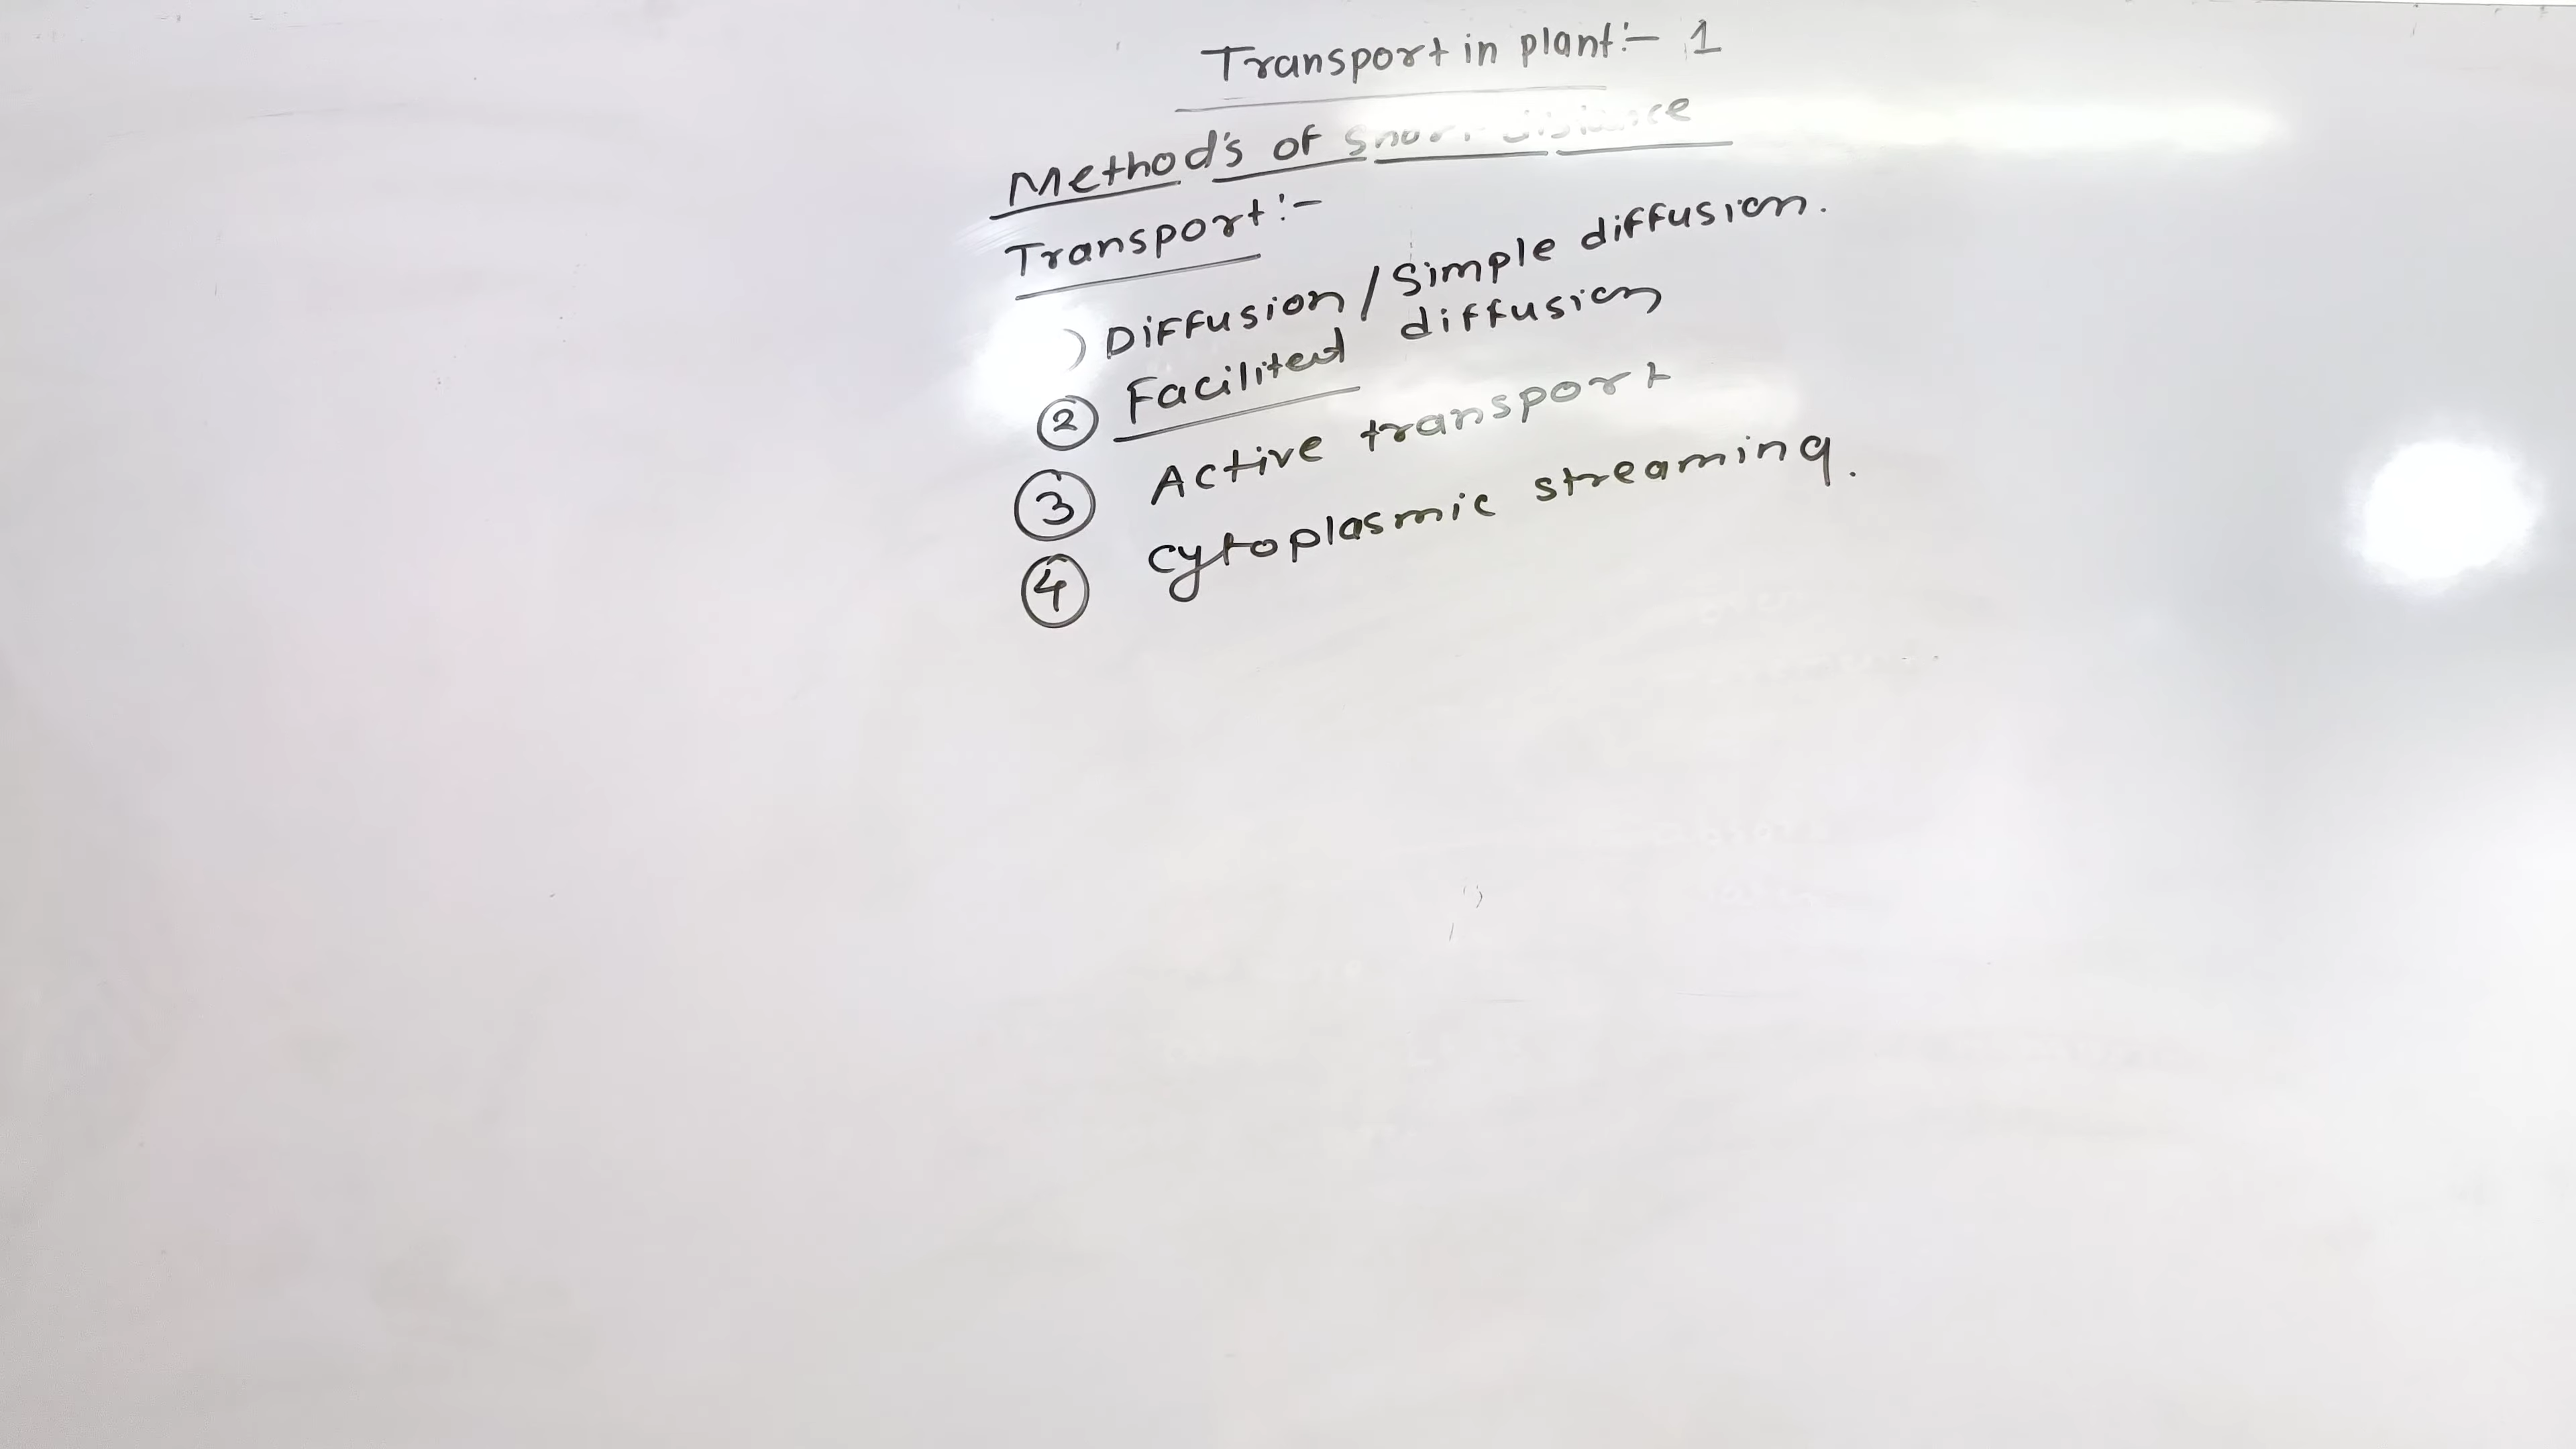 Transport in plant:- 1
Method's of Short distance
Transport:-
) Diffusion / Simple diffusion.
② Facilited diffusion
③ Active transport
④ cytoplasmic streaming.